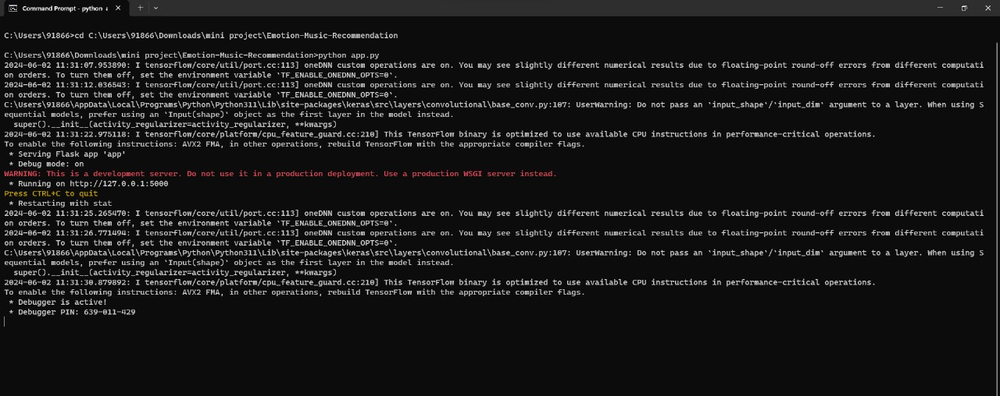 Command Prompt - python a
C:\Users\91866>cd C:\Users\91866\Downloads\mini project\Emotion-Music-Recommendation
C:\Users\91866\Downloads\mini project\Emotion-Music-Recommendation>python app.py
2024-06-02 11:31:07.953890: I tensorflow/core/util/port.cc:113] oneDNN custom operations are on. You may see slightly different numerical results due to floating-point round-off errors from different computati
on orders. To turn them off, set the environment variable `TF_ENABLE_ONEDNN_OPTS=0`.
2024-06-02 11:31:12.036543: I tensorflow/core/util/port.cc:113] oneDNN custom operations are on. You may see slightly different numerical results due to floating-point round-off errors from different computati
on orders. To turn them off, set the environment variable `TF_ENABLE_ONEDNN_OPTS=0`.
C:\Users\91866\AppData\Local\Programs\Python\Python311\Lib\site-packages\keras\src\layers\convolutional\base_conv.py:107: UserWarning: Do not pass an `input_shape`/`input_dim` argument to a layer. When using S
equential models, prefer using an `Input(shape)` object as the first layer in the model instead.
  super().__init__(activity_regularizer=activity_regularizer, **kwargs)
2024-06-02 11:31:22.975118: I tensorflow/core/platform/cpu_feature_guard.cc:210] This TensorFlow binary is optimized to use available CPU instructions in performance-critical operations.
To enable the following instructions: AVX2 FMA, in other operations, rebuild TensorFlow with the appropriate compiler flags.
 * Serving Flask app 'app'
 * Debug mode: on
WARNING: This is a development server. Do not use it in a production deployment. Use a production WSGI server instead.
 * Running on http://127.0.0.1:5000
Press CTRL+C to quit
 * Restarting with stat
2024-06-02 11:31:25.265470: I tensorflow/core/util/port.cc:113] oneDNN custom operations are on. You may see slightly different numerical results due to floating-point round-off errors from different computati
on orders. To turn them off, set the environment variable `TF_ENABLE_ONEDNN_OPTS=0`.
2024-06-02 11:31:26.771494: I tensorflow/core/util/port.cc:113] oneDNN custom operations are on. You may see slightly different numerical results due to floating-point round-off errors from different computati
on orders. To turn them off, set the environment variable `TF_ENABLE_ONEDNN_OPTS=0`.
C:\Users\91866\AppData\Local\Programs\Python\Python311\Lib\site-packages\keras\src\layers\convolutional\base_conv.py:107: UserWarning: Do not pass an `input_shape`/`input_dim` argument to a layer. When using S
equential models, prefer using an `Input(shape)` object as the first layer in the model instead.
  super().__init__(activity_regularizer=activity_regularizer, **kwargs)
2024-06-02 11:31:30.879892: I tensorflow/core/platform/cpu_feature_guard.cc:210] This TensorFlow binary is optimized to use available CPU instructions in performance-critical operations.
To enable the following instructions: AVX2 FMA, in other operations, rebuild TensorFlow with the appropriate compiler flags.
 * Debugger is active!
 * Debugger PIN: 639-011-429